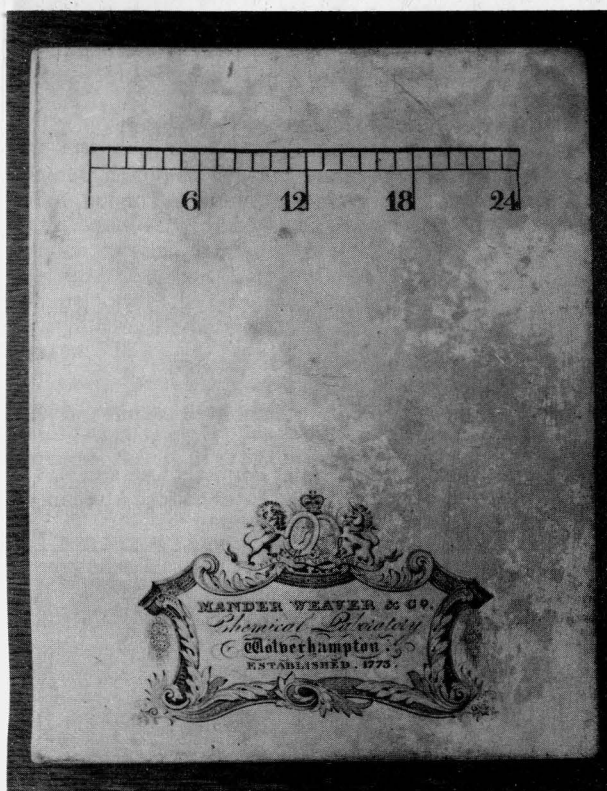 6 12 18 24
MANDER WEAVER & Co.
Chemical Laboratory
Wolverhampton.
ESTABLISHED. 1773.